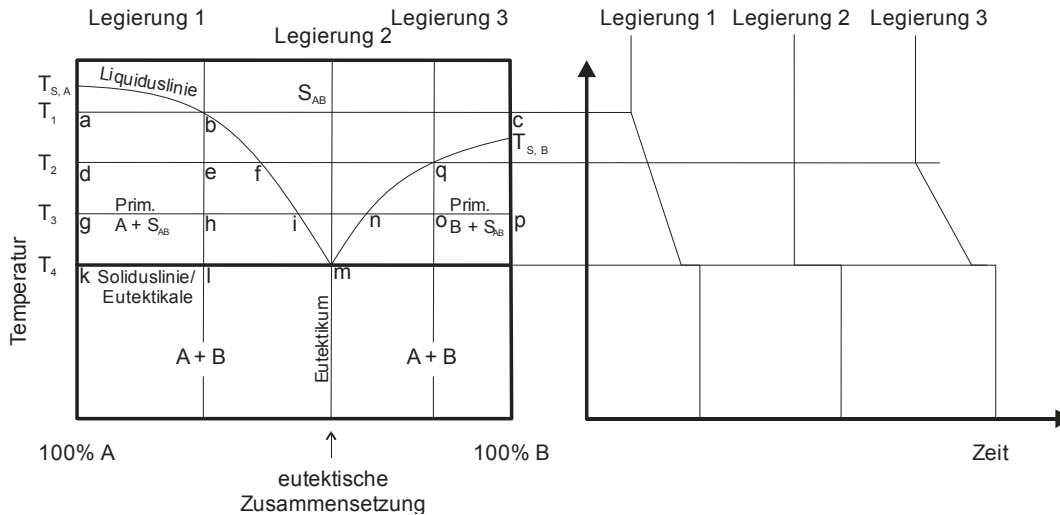 Legierung 1
Legierung 2
Legierung 3
Legierung 1
Legierung 2
Legierung 3
T S, A
Liquiduslinie
S AB
T 1
a
b
c
T S, B
T 2
d
e
f
q
T 3
g
Prim.
A + S AB
h
i
n
o
Prim.
B + S AB
p
T 4
k
Soliduslinie/
Eutektikale
l
m
Temperatur
A + B
Eutektikum
A + B
100% A
100% B
Zeit
eutektische
Zusammensetzung